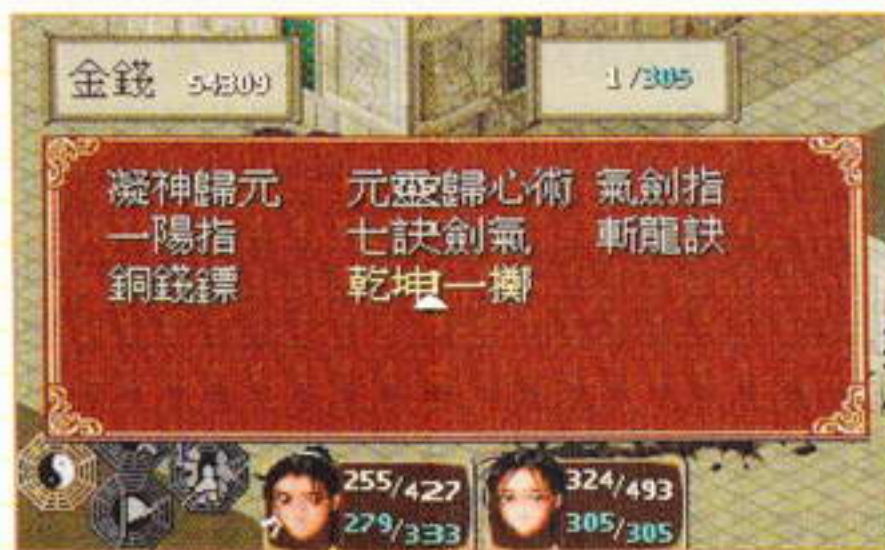 金錢 54309
1/305
凝神歸元 元靈歸心術 氣劍指
一陽指 七訣劍氣 斬龍訣
銅錢鏢 乾坤一擲
255/427 324/493
279/333 305/305